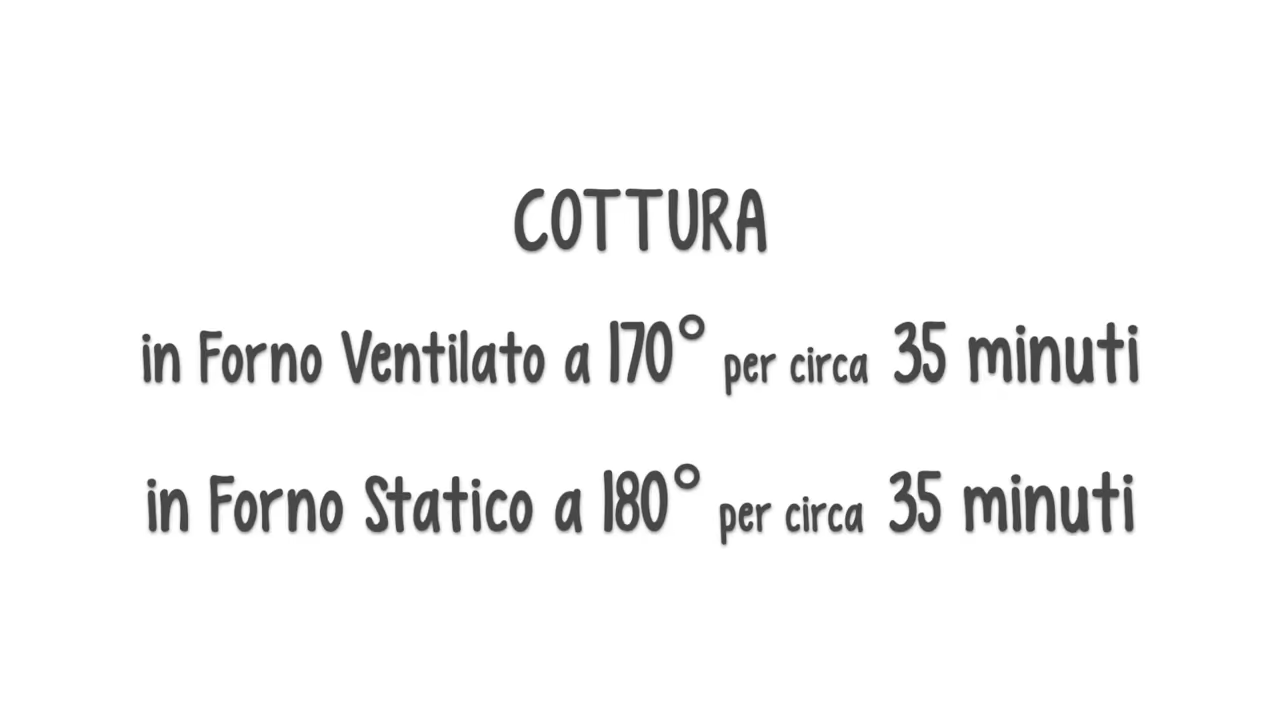 COTTURA
in Forno Ventilato a 170° per circa 35 minuti
in Forno Statico a 180° per circa 35 minuti